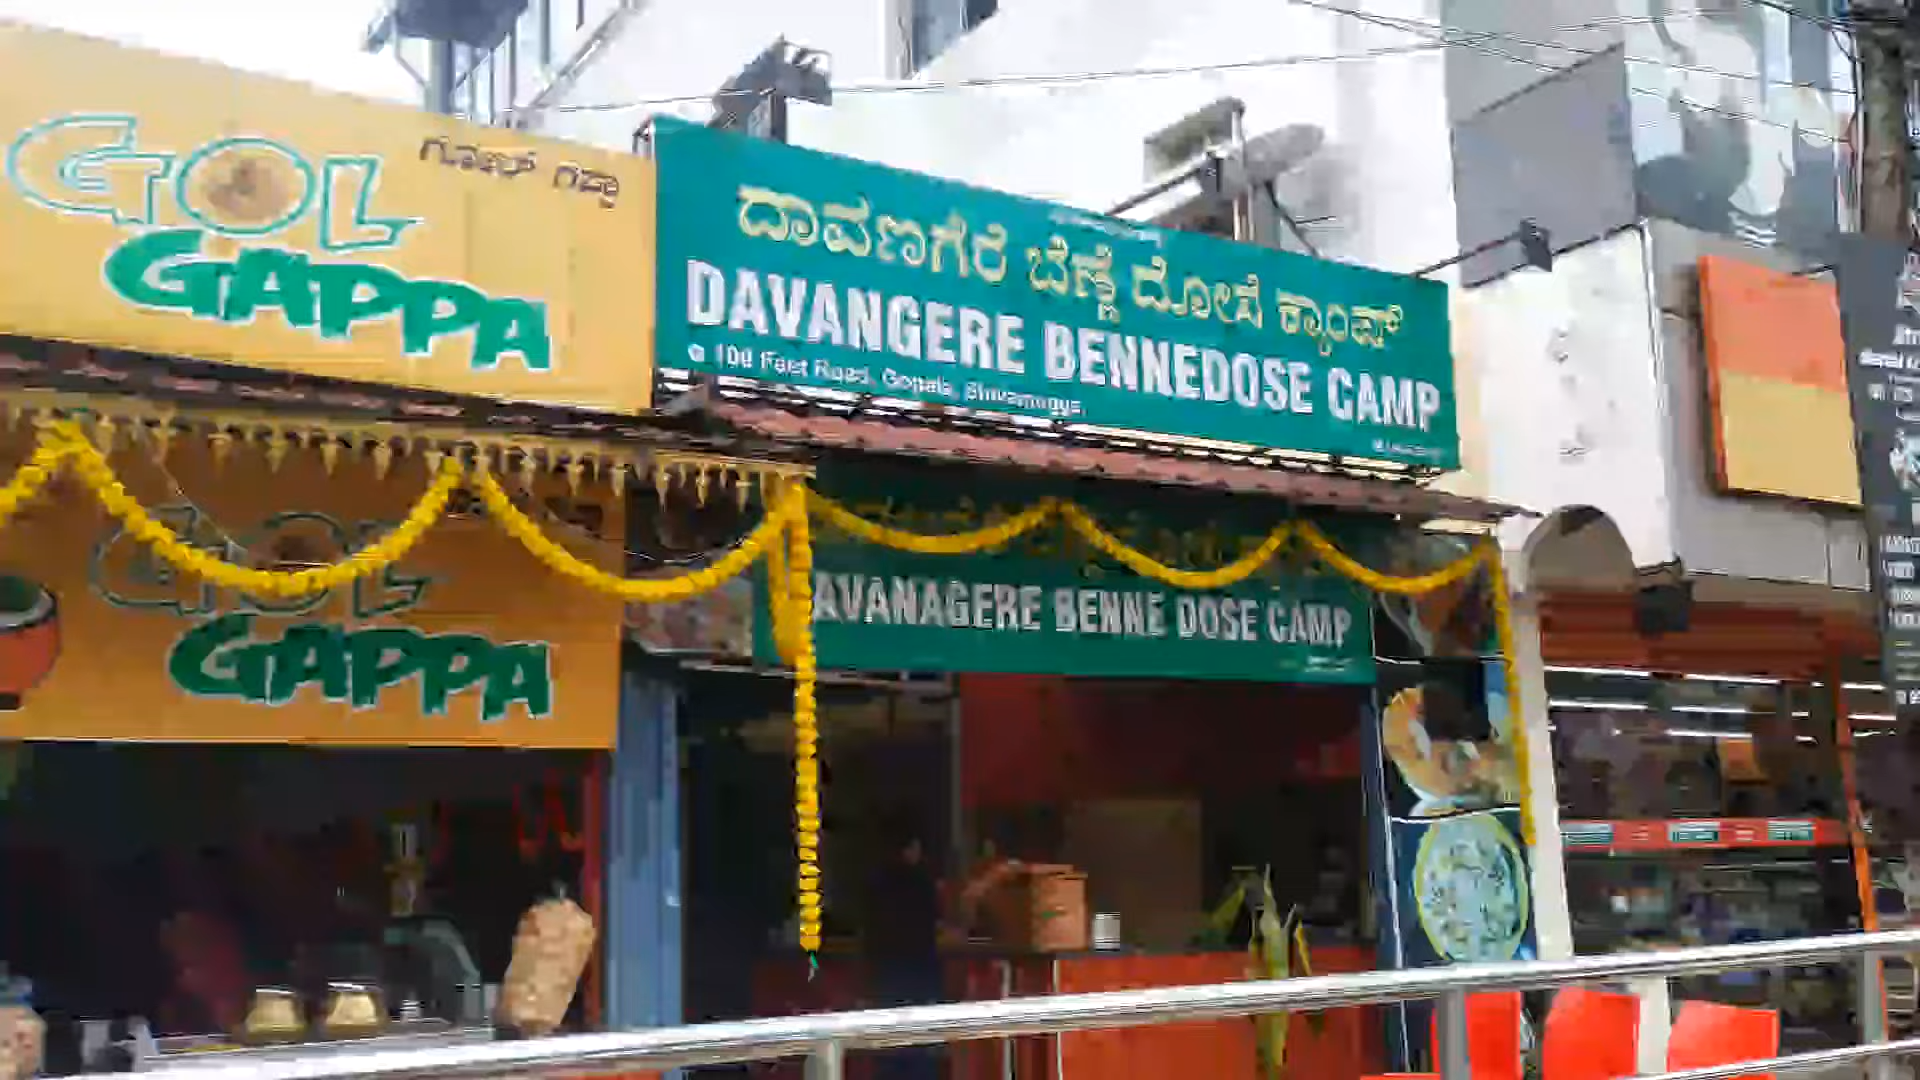 GOL
GAPPA
ಗೋಲ್ ಗಪ್ಪಾ
ದಾವಣಗೆರೆ ಬೆಣ್ಣೆ ದೋಸೆ ಕ್ಯಾಂಪ್
DAVANGERE BENNEDOSE CAMP
100 Feet Road, Gopala, Shivamogga.
GOL
GAPPA
AVANAGERE BENNE DOSE CAMP